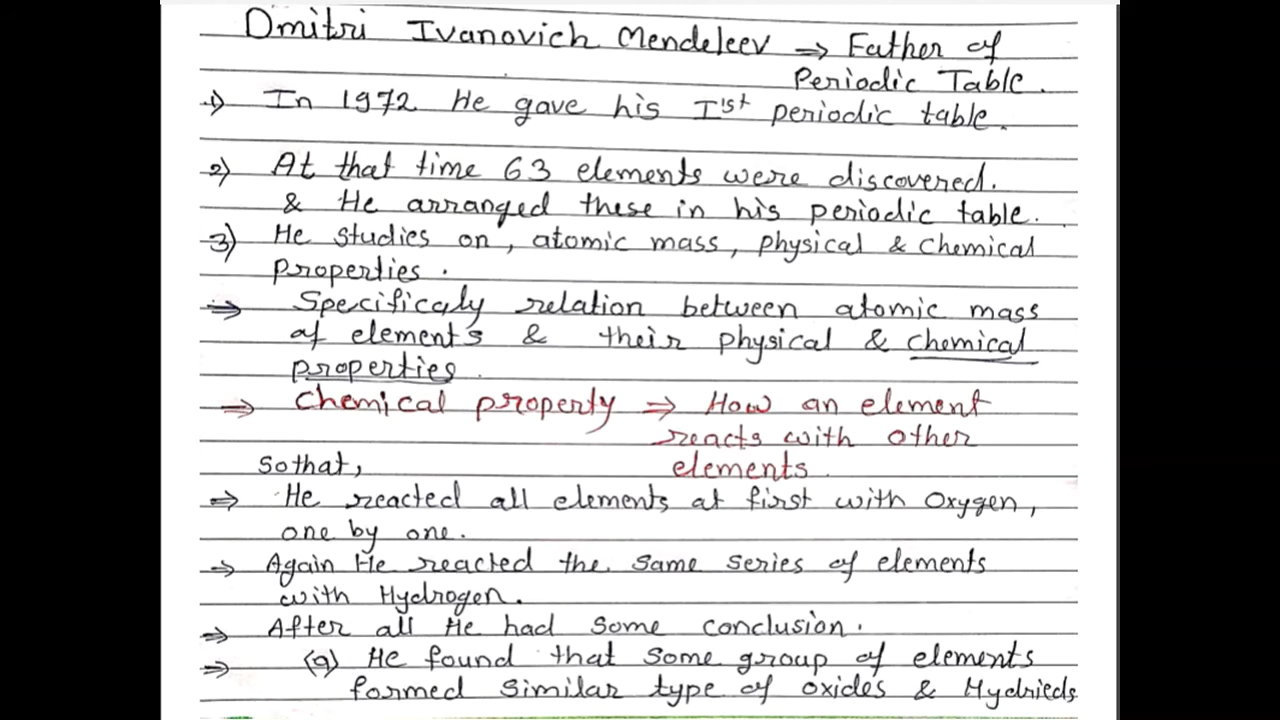 Dmitri Ivanovich Mendeleev ⇒ Father of
Periodic Table.
1) In 1972 He gave his Ist periodic table.
2) At that time 63 elements were discovered.
& He arranged these in his periodic table.
3) He studies on, atomic mass, physical & chemical
properties.
⇒ Specificaly relation between atomic mass
of elements & their physical & chemical
properties.
⇒ Chemical property ⇒ How an element
reacts with other
sothat, elements.
⇒ He reacted all elements at first with Oxygen,
one by one.
⇒ Again He reacted the same series of elements
with Hydrogen.
⇒ After all He had some conclusion.
⇒ (a) He found that some group of elements
formed similar type of oxides & Hydrieds